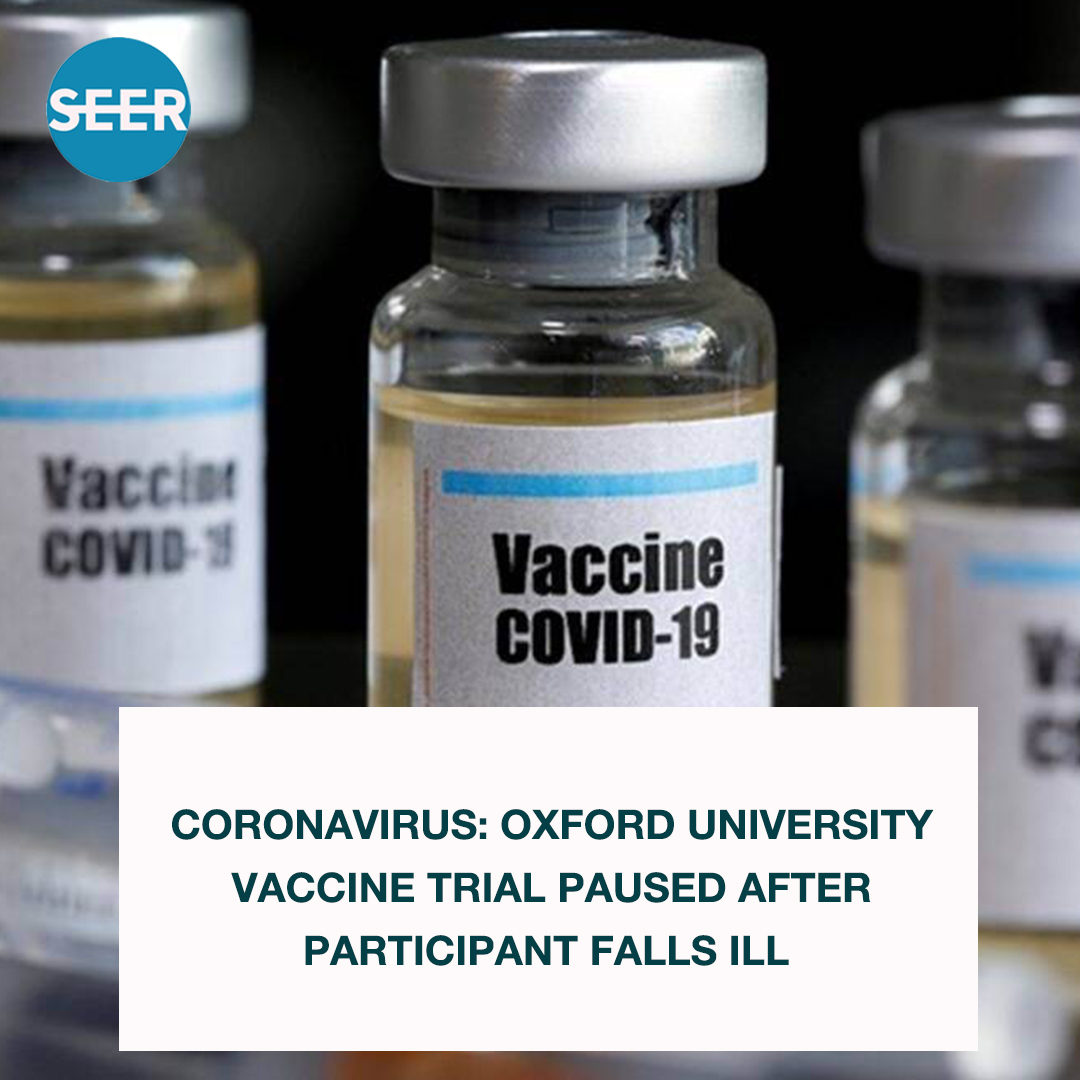 SEER
Vaccine
COVID-19
Vaccine
COVID-19
CORONAVIRUS: OXFORD UNIVERSITY
VACCINE TRIAL PAUSED AFTER
PARTICIPANT FALLS ILL